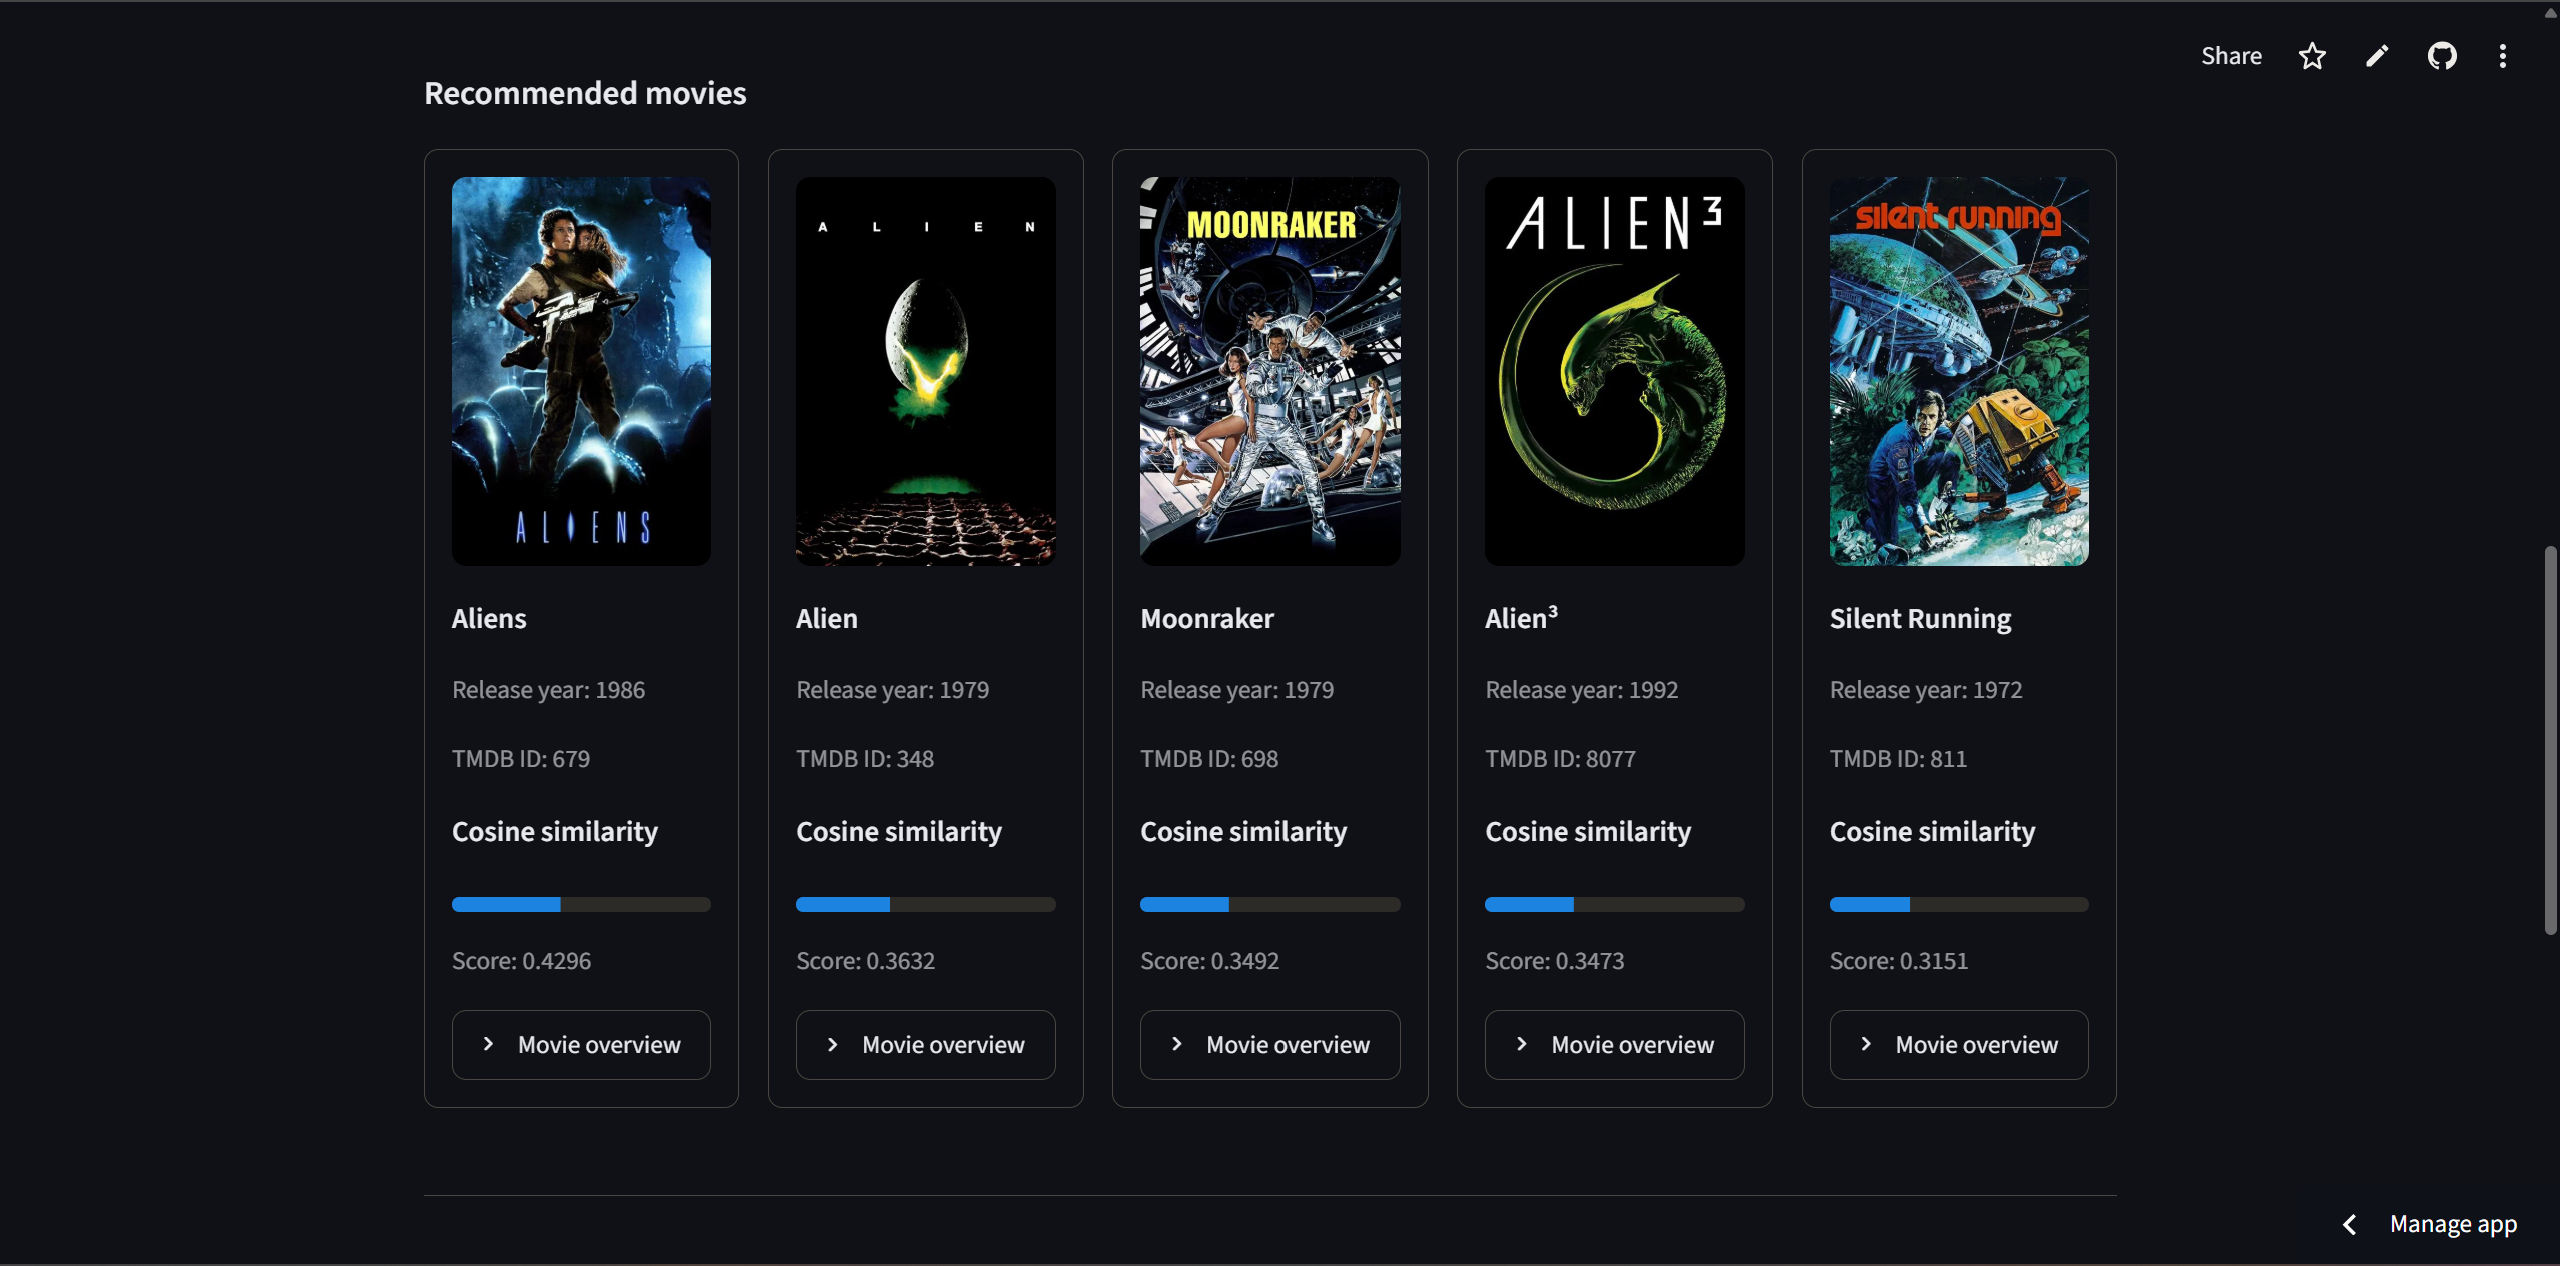 Share
Recommended movies
ALIENS
ALIEN
MOONRAKER
ALIEN³
silent running
Aliens
Release year: 1986
TMDB ID: 679
Cosine similarity
Score: 0.4296
Movie overview
Alien
Release year: 1979
TMDB ID: 348
Cosine similarity
Score: 0.3632
Movie overview
Moonraker
Release year: 1979
TMDB ID: 698
Cosine similarity
Score: 0.3492
Movie overview
Alien³
Release year: 1992
TMDB ID: 8077
Cosine similarity
Score: 0.3473
Movie overview
Silent Running
Release year: 1972
TMDB ID: 811
Cosine similarity
Score: 0.3151
Movie overview
Manage app